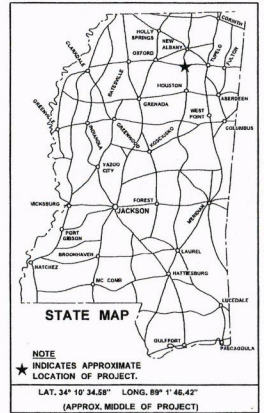 CORINTH
HOLLY
SPRINGS
NEW
ALBANY
CLARKSDALE
OXFORD
TUPELO
FULTON
BATESVILLE
HOUSTON
ABERDEEN
GRENADA
GREENVILLE
WEST
POINT
INDIANOLA
GREENWOOD
COLUMBUS
KOSCIUSKO
YAZOO
CITY
VICKSBURG
FOREST
MERIDIAN
JACKSON
PORT
GIBSON
BROOKHAVEN
LAUREL
NATCHEZ
HATTIESBURG
MC COMB
LUCEDALE
STATE MAP
GULFPORT
PASCAGOULA
NOTE
INDICATES APPROXIMATE
LOCATION OF PROJECT.
LAT. 34° 10' 34.58" LONG. 89° 1' 46.42"
(APPROX. MIDDLE OF PROJECT)